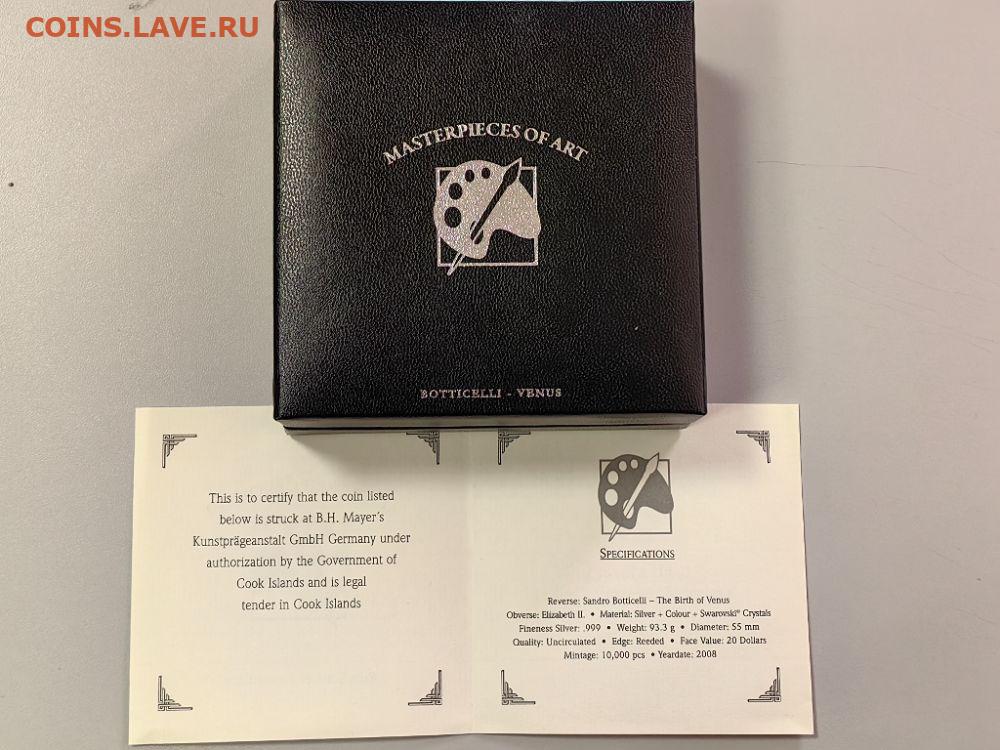 COINS.LAVE.RU
MASTERPIECES OF ART
BOTTICELLI - VENUS
This is to certify that the coin listed
below is struck at B.H. Mayer's
Kunstprägeanstalt GmbH Germany under
authorization by the Government of
Cook Islands and is legal
tender in Cook Islands
SPECIFICATIONS
Reverse: Sandro Botticelli – The Birth of Venus
Obverse: Elizabeth II. • Material: Silver + Colour + Swarovski® Crystals
Fineness Silver: .999 • Weight: 93.3 g • Diameter: 55 mm
Quality: Uncirculated • Edge: Reeded • Face Value: 20 Dollars
Mintage: 10,000 pcs • Yeardate: 2008